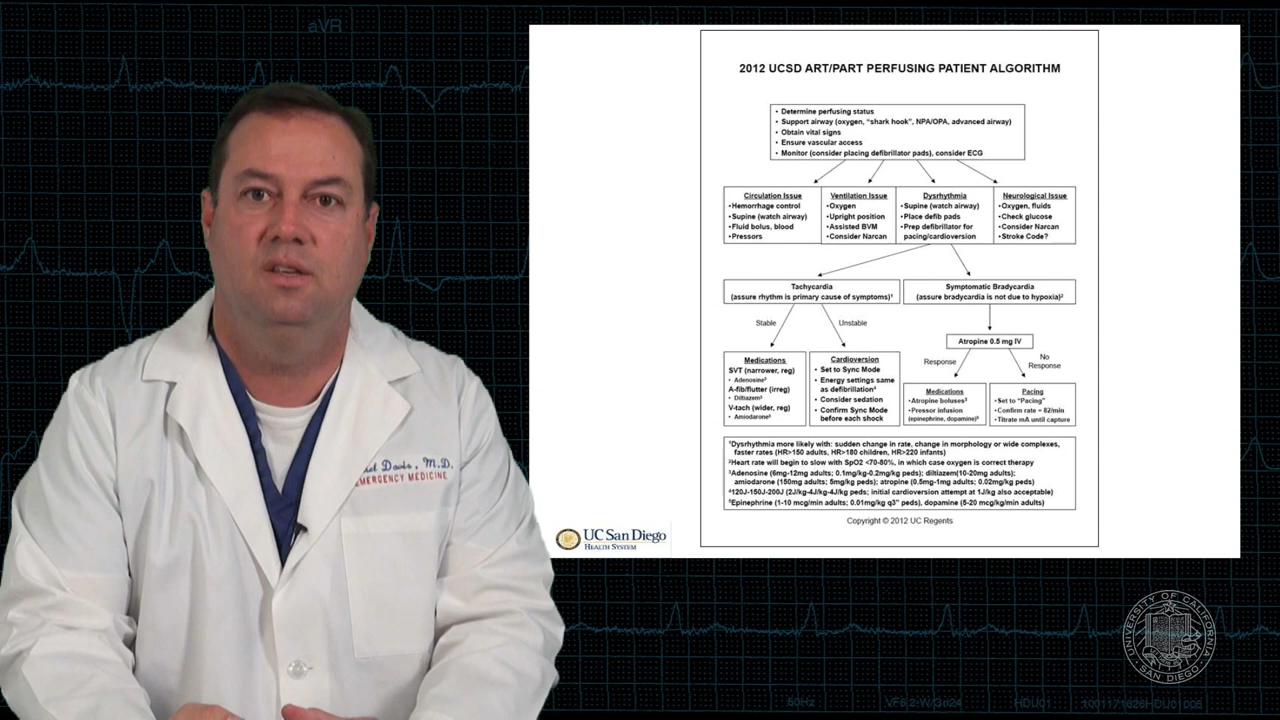 aVR
2012 UCSD ART/PART PERFUSING PATIENT ALGORITHM
• Determine perfusing status
• Support airway (oxygen, “shark hook”, NPA/OPA, advanced airway)
• Obtain vital signs
• Ensure vascular access
• Monitor (consider placing defibrillator pads), consider ECG
Circulation Issue
• Hemorrhage control
• Supine (watch airway)
• Fluid bolus, blood
• Pressors
Ventilation Issue
• Oxygen
• Upright position
• Assisted BVM
• Consider Narcan
Dysrhythmia
• Supine (watch airway)
• Place defib pads
• Prep defibrillator for
pacing/cardioversion
Neurological Issue
• Oxygen, fluids
• Check glucose
• Consider Narcan
• Stroke Code?
Tachycardia
(assure rhythm is primary cause of symptoms)¹
Symptomatic Bradycardia
(assure bradycardia is not due to hypoxia)²
Stable
Unstable
Atropine 0.5 mg IV
Response
No
Response
Medications
SVT (narrower, reg)
• Adenosine³
A-fib/flutter (irreg)
• Diltiazem³
V-tach (wider, reg)
• Amiodarone³
Cardioversion
• Set to Sync Mode
• Energy settings same
as defibrillation⁴
• Consider sedation
• Confirm Sync Mode
before each shock
Medications
• Atropine boluses³
• Pressor infusion
(epinephrine, dopamine)⁵
Pacing
• Set to “Pacing”
• Confirm rate = 82/min
• Titrate mA until capture
¹Dysrhythmia more likely with: sudden change in rate, change in morphology or wide complexes,
faster rates (HR>150 adults, HR>180 children, HR>220 infants)
²Heart rate will begin to slow with SpO2 <70-80%, in which case oxygen is correct therapy
³Adenosine (6mg-12mg adults; 0.1mg/kg-0.2mg/kg peds); diltiazem(10-20mg adults);
amiodarone (150mg adults; 5mg/kg peds); atropine (0.5mg-1mg adults; 0.02mg/kg peds)
⁴120J-150J-200J (2J/kg-4J/kg-4J/kg peds; initial cardioversion attempt at 1J/kg also acceptable)
⁵Epinephrine (1-10 mcg/min adults; 0.01mg/kg q3” peds), dopamine (5-20 mcg/kg/min adults)
Copyright © 2012 UC Regents
UC San Diego
HEALTH SYSTEM
Davis, M.D.
EMERGENCY MEDICINE
UNIVERSITY OF CALIFORNIA
SAN DIEGO
50Hz
HDU01